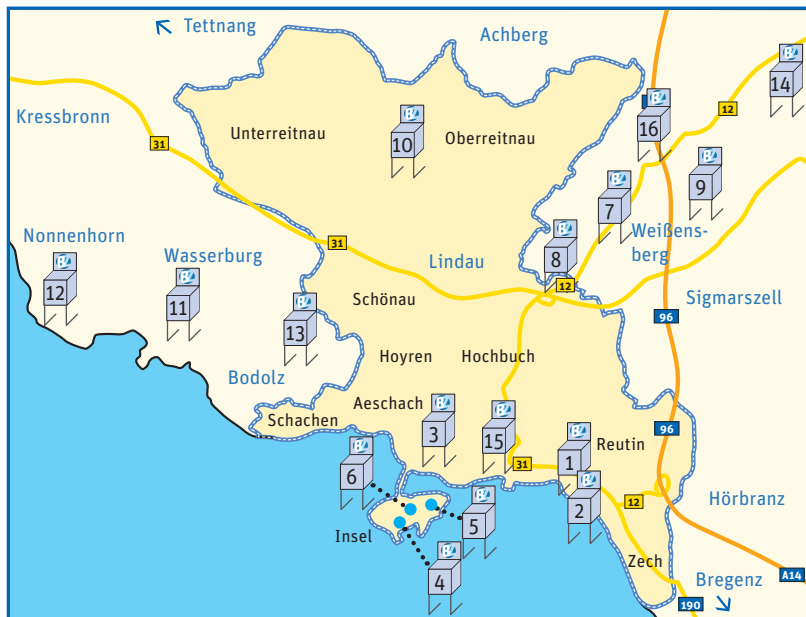 Tettnang
Achberg
14
Kressbronn
12
16
31
Unterreitnau
10
Oberreitnau
9
7
Nonnenhorn
31
Weißens-
berg
Wasserburg
Lindau
8
12
11
12
Schönau
Sigmarszell
13
96
Hoyren
Hochbuch
Bodolz
Aeschach
Schachen
3
15
Reutin
96
6
1
31
12
Hörbranz
2
5
Insel
Zech
4
A14
Bregenz
190